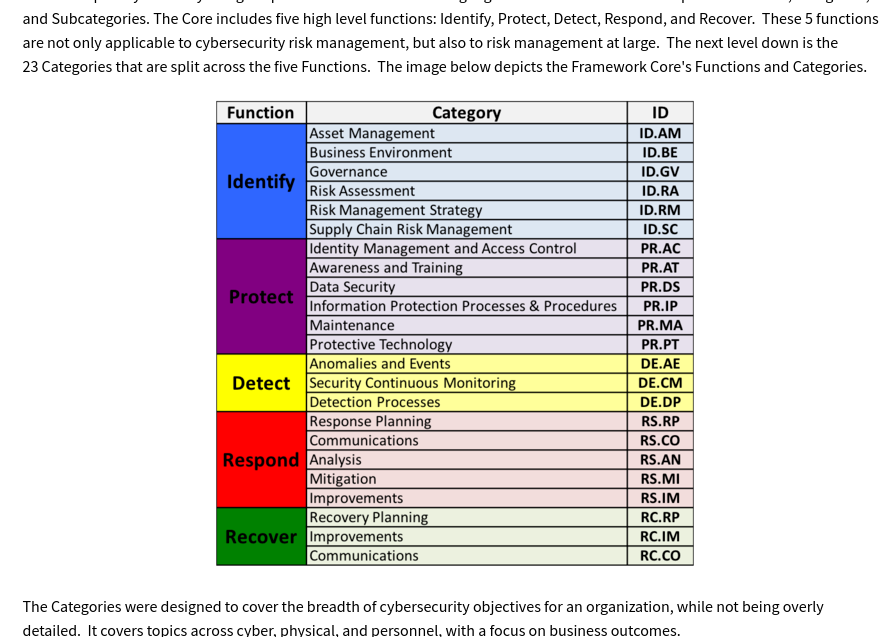 and Subcategories. The Core includes five high level functions: Identify, Protect, Detect, Respond, and Recover. These 5 functions
are not only applicable to cybersecurity risk management, but also to risk management at large. The next level down is the
23 Categories that are split across the five Functions. The image below depicts the Framework Core's Functions and Categories.
Function Category ID
Identify
Asset Management ID.AM
Business Environment ID.BE
Governance ID.GV
Risk Assessment ID.RA
Risk Management Strategy ID.RM
Supply Chain Risk Management ID.SC
Protect
Identity Management and Access Control PR.AC
Awareness and Training PR.AT
Data Security PR.DS
Information Protection Processes & Procedures PR.IP
Maintenance PR.MA
Protective Technology PR.PT
Detect
Anomalies and Events DE.AE
Security Continuous Monitoring DE.CM
Detection Processes DE.DP
Respond
Response Planning RS.RP
Communications RS.CO
Analysis RS.AN
Mitigation RS.MI
Improvements RS.IM
Recover
Recovery Planning RC.RP
Improvements RC.IM
Communications RC.CO
The Categories were designed to cover the breadth of cybersecurity objectives for an organization, while not being overly
detailed. It covers topics across cyber, physical, and personnel, with a focus on business outcomes.